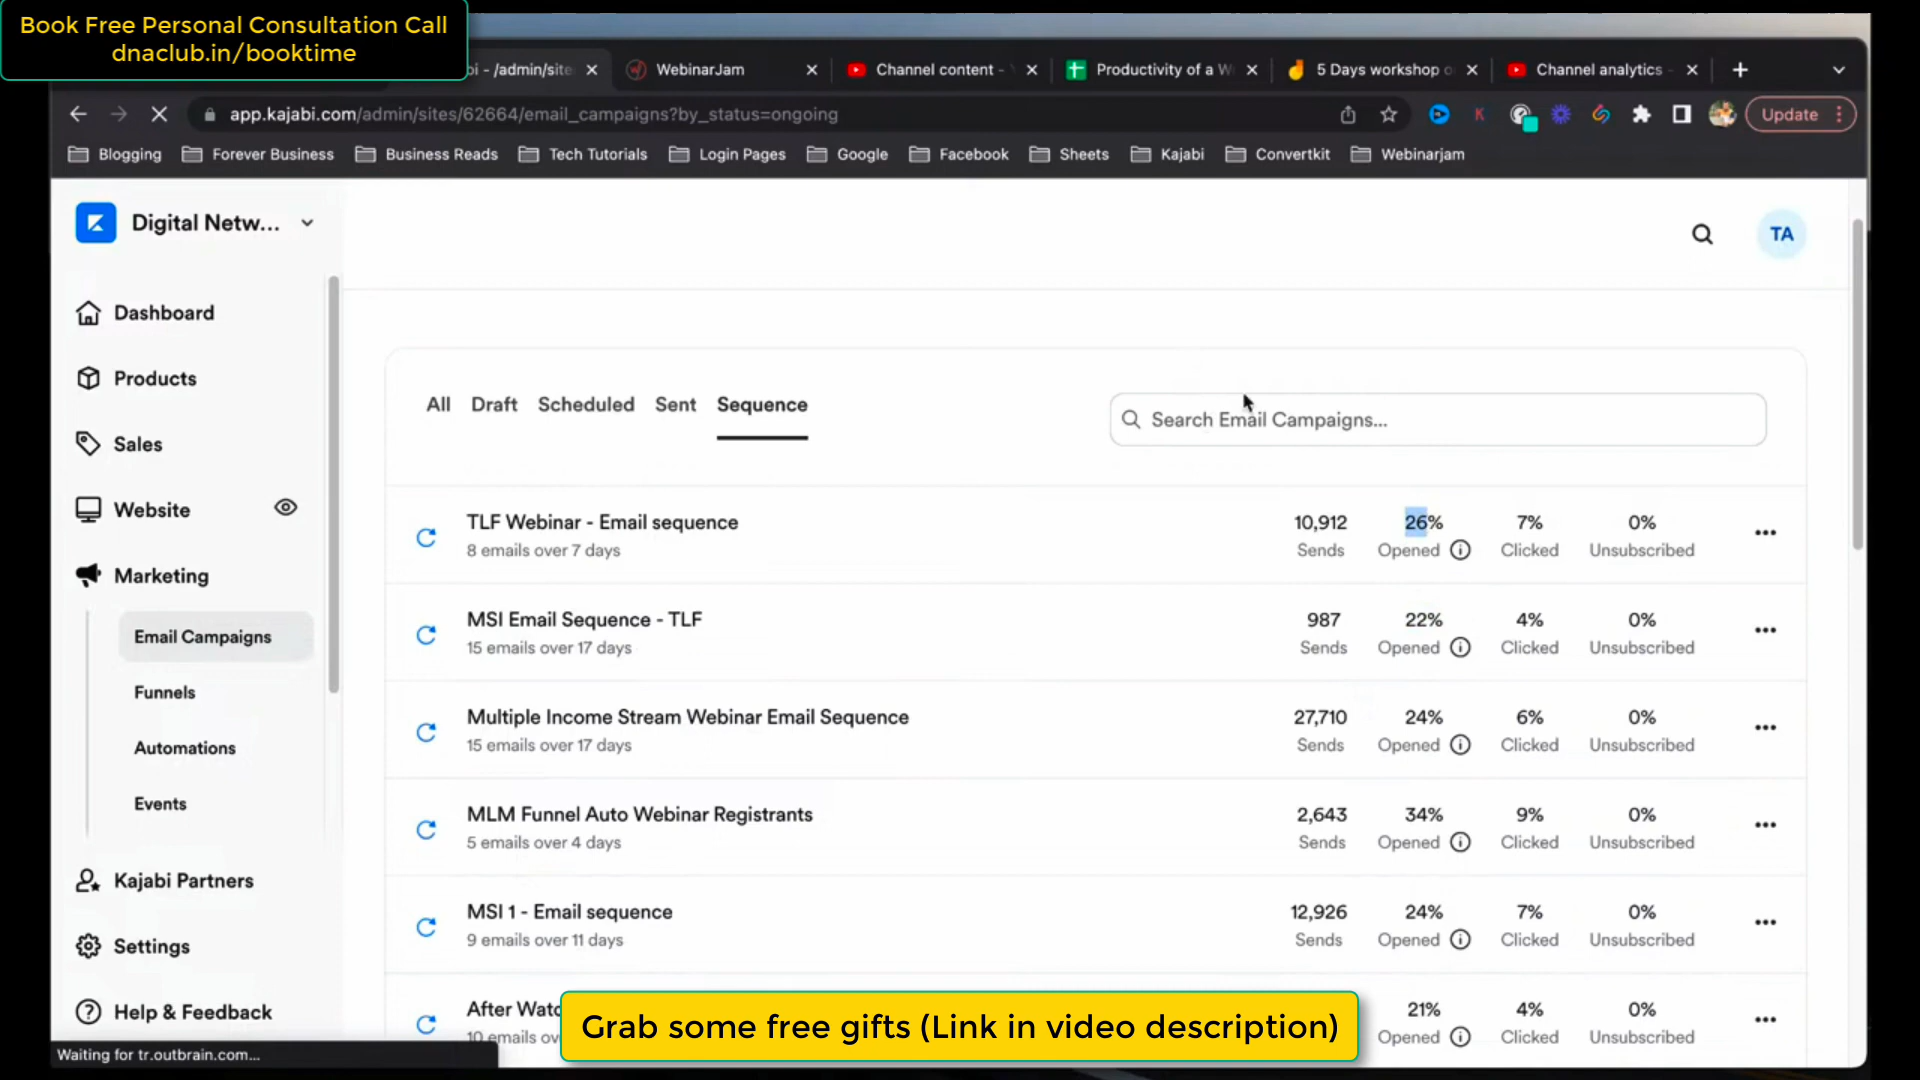 Book Free Personal Consultation Call
dnaclub.in/booktime
bi - /admin/site
WebinarJam
Channel content -
Productivity of a W
5 Days workshop o
Channel analytics -
app.kajabi.com/admin/sites/62664/email_campaigns?by_status=ongoing
Update
Blogging
Forever Business
Business Reads
Tech Tutorials
Login Pages
Google
Facebook
Sheets
Kajabi
Convertkit
Webinarjam
Digital Netw...
TA
Dashboard
Products
Sales
Website
Marketing
Email Campaigns
Funnels
Automations
Events
Kajabi Partners
Settings
Help & Feedback
All Draft Scheduled Sent Sequence
Search Email Campaigns...
TLF Webinar - Email sequence 10,912 26% 7% 0%
8 emails over 7 days Sends Opened Clicked Unsubscribed
MSI Email Sequence - TLF 987 22% 4% 0%
15 emails over 17 days Sends Opened Clicked Unsubscribed
Multiple Income Stream Webinar Email Sequence 27,710 24% 6% 0%
15 emails over 17 days Sends Opened Clicked Unsubscribed
MLM Funnel Auto Webinar Registrants 2,643 34% 9% 0%
5 emails over 4 days Sends Opened Clicked Unsubscribed
MSI 1 - Email sequence 12,926 24% 7% 0%
9 emails over 11 days Sends Opened Clicked Unsubscribed
After Watc 21% 4% 0%
10 emails ov Opened Clicked Unsubscribed
Grab some free gifts (Link in video description)
Waiting for tr.outbrain.com...